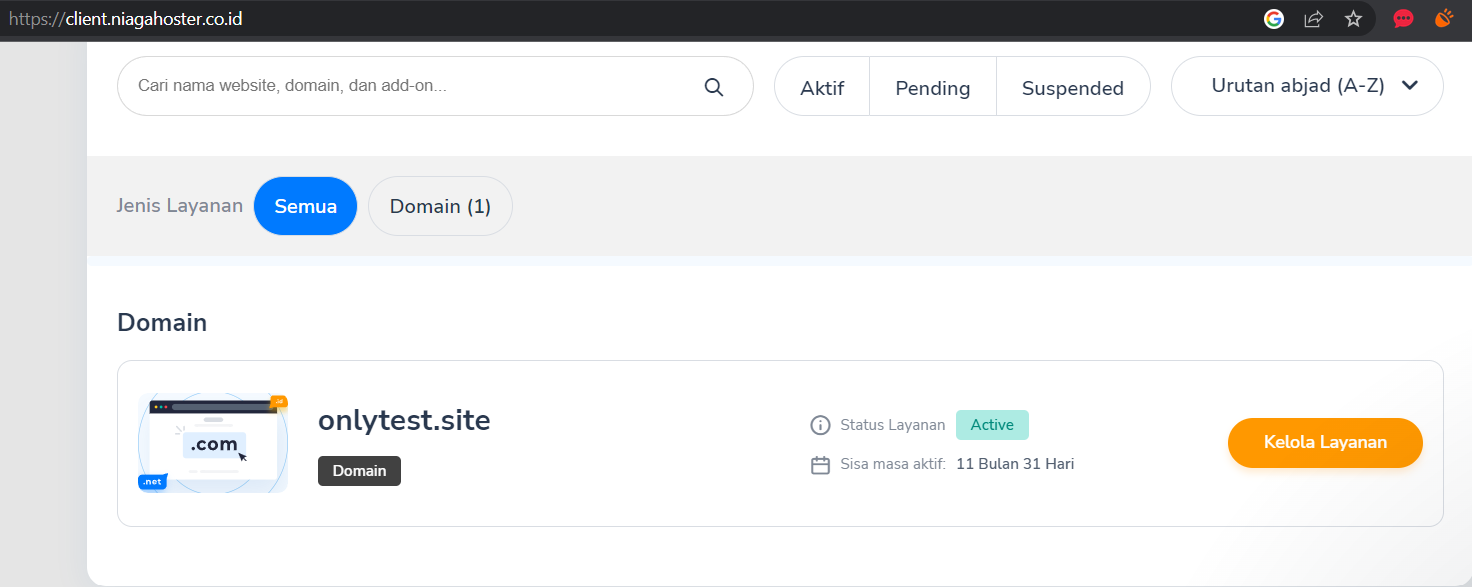 https://client.niagahoster.co.id
Cari nama website, domain, dan add-on...
Aktif
Pending
Suspended
Urutan abjad (A-Z)
Jenis Layanan
Semua
Domain (1)
Domain
.id
.com
.net
onlytest.site
Domain
Status Layanan
Active
Sisa masa aktif:
11 Bulan 31 Hari
Kelola Layanan